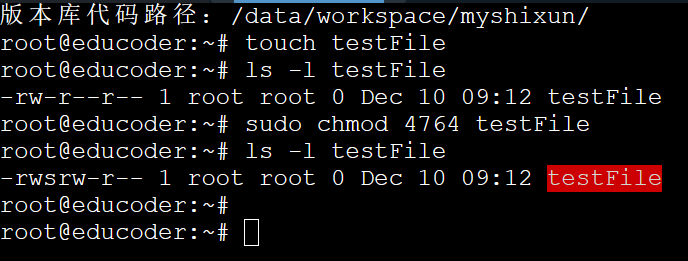 版本库代码路径：/data/workspace/myshixun/
root@educoder:~# touch testFile
root@educoder:~# ls -l testFile
-rw-r--r-- 1 root root 0 Dec 10 09:12 testFile
root@educoder:~# sudo chmod 4764 testFile
root@educoder:~# ls -l testFile
-rwsrw-r-- 1 root root 0 Dec 10 09:12 testFile
root@educoder:~#
root@educoder:~#